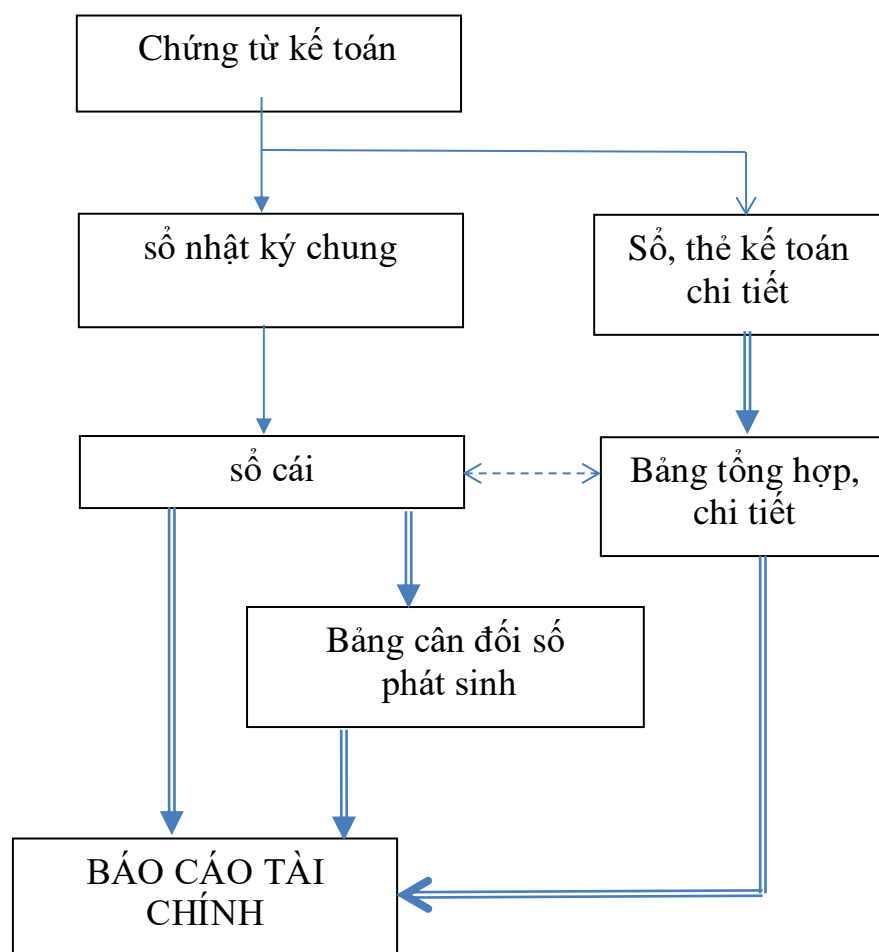 Chứng từ kế toán
sổ nhật ký chung
Sổ, thẻ kế toán
chi tiết
sổ cái
Bảng tổng hợp,
chi tiết
Bảng cân đối số
phát sinh
BÁO CÁO TÀI
CHÍNH